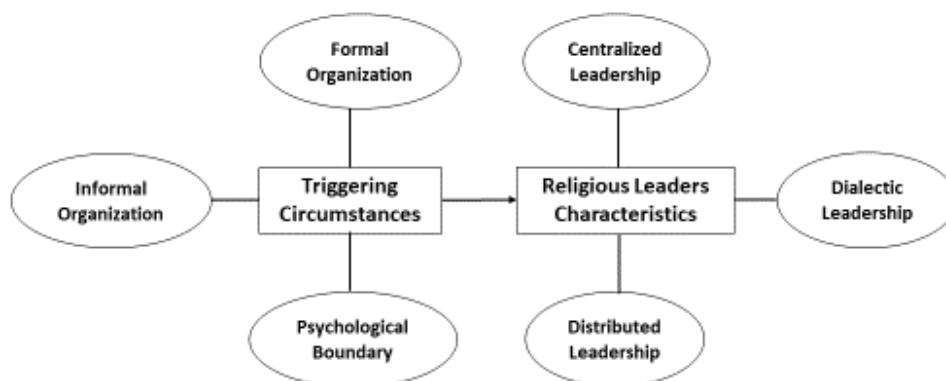 Formal
Organization
Centralized
Leadership
Informal
Organization
Triggering
Circumstances
Religious Leaders
Characteristics
Dialectic
Leadership
Psychological
Boundary
Distributed
Leadership